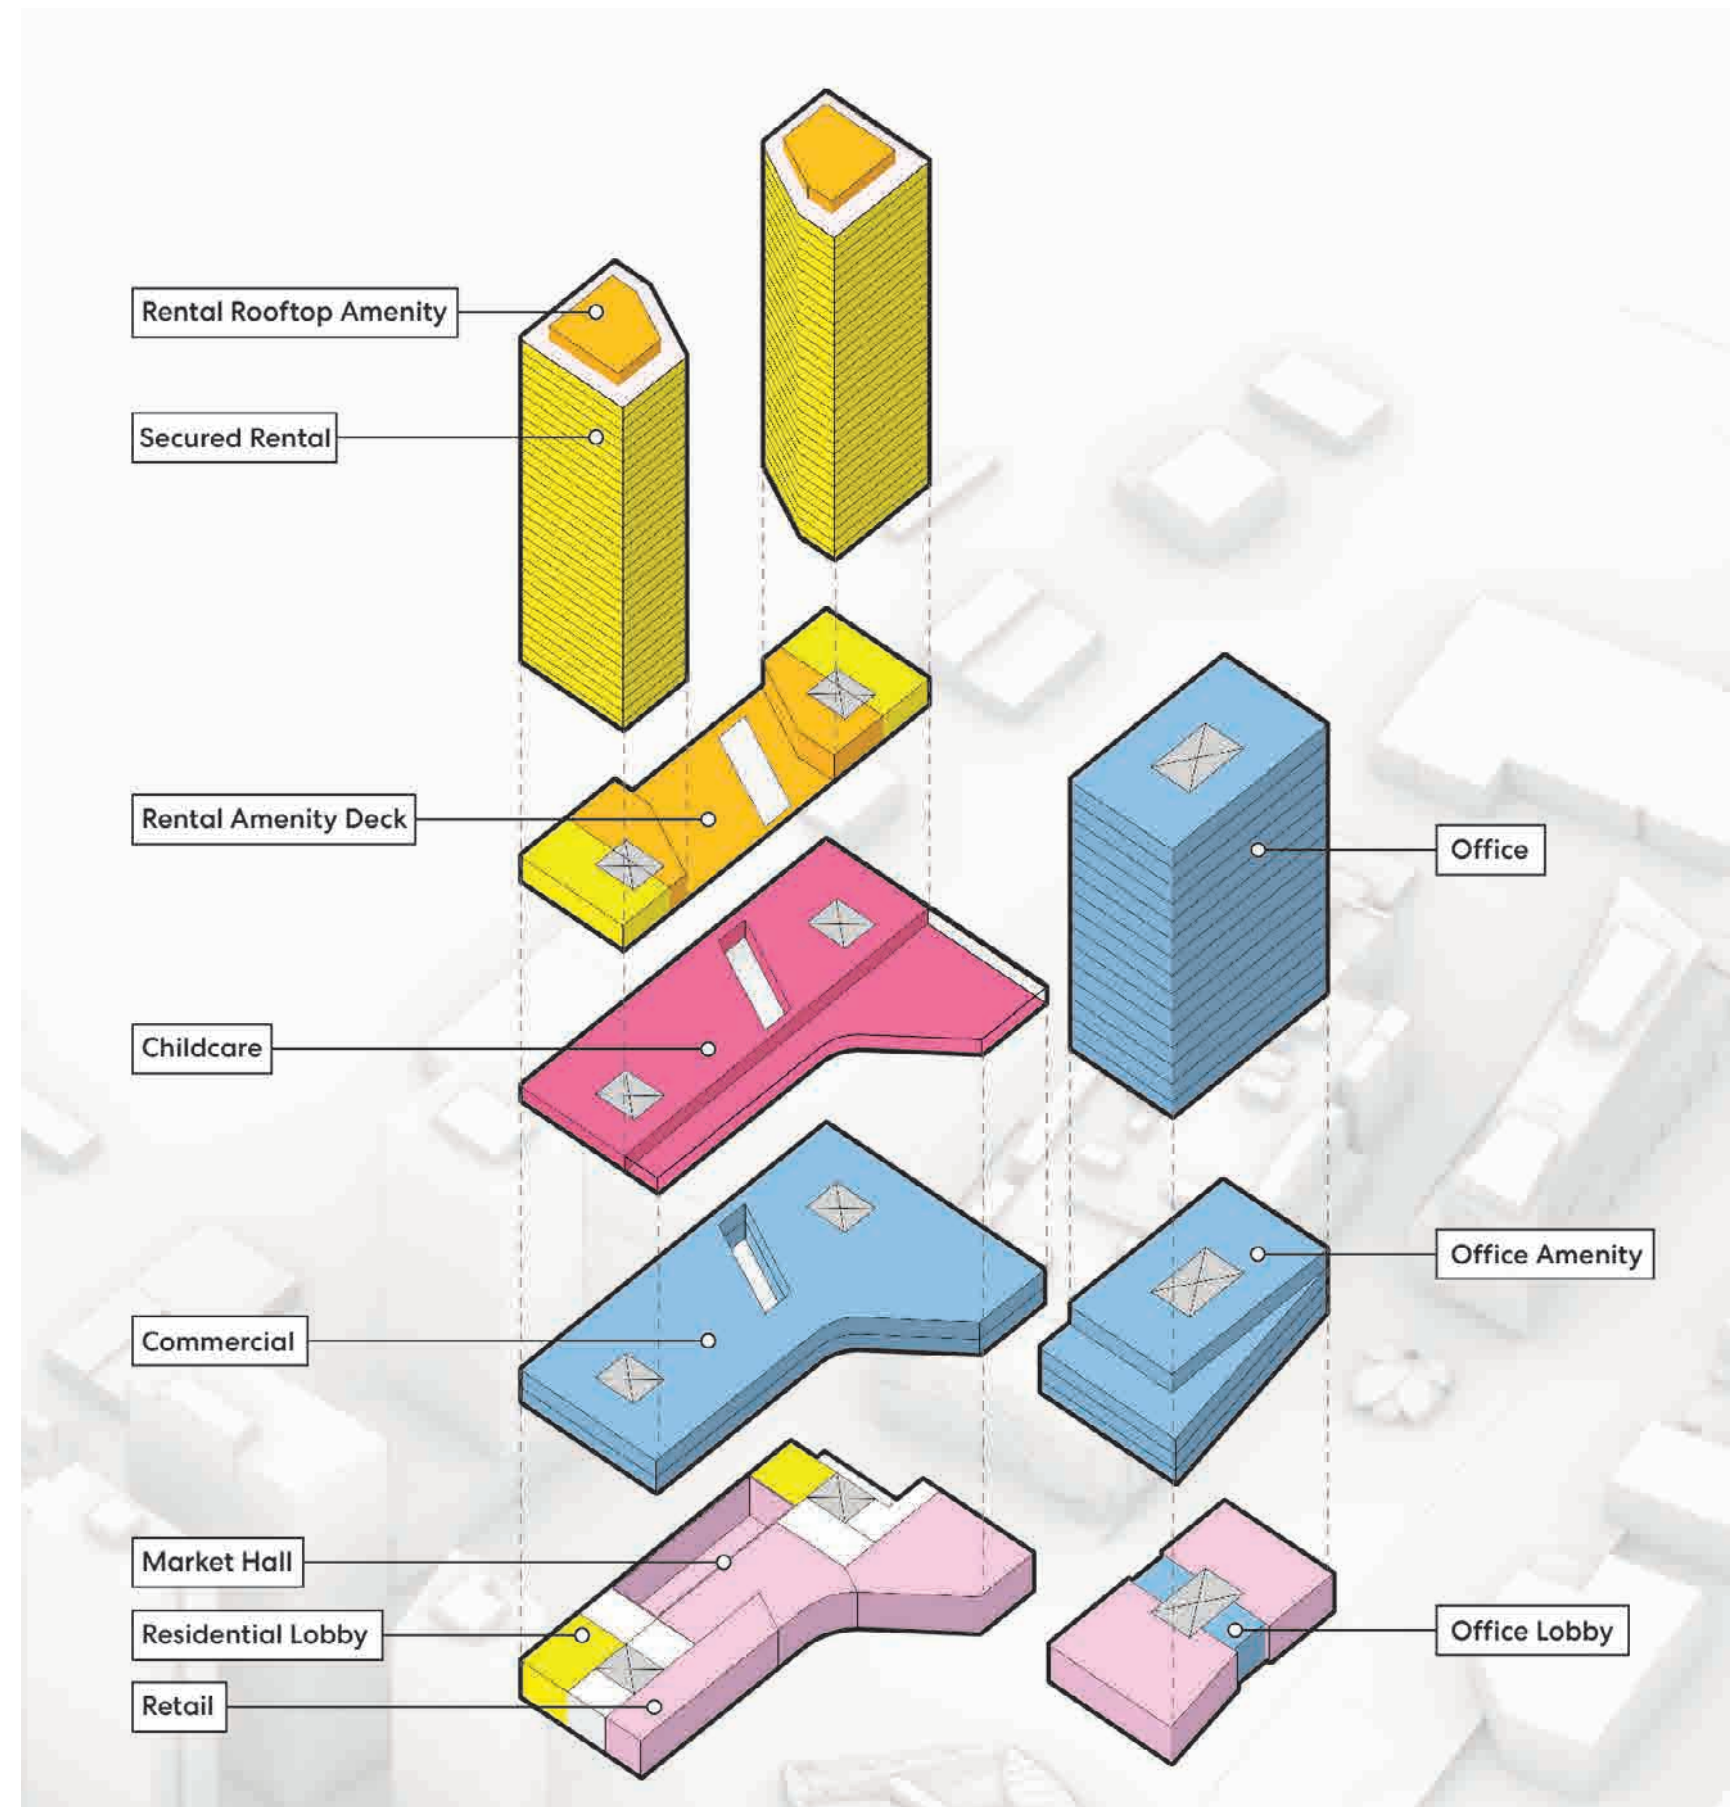 Rental Rooftop Amenity
Secured Rental
Rental Amenity Deck
Office
Childcare
Office Amenity
Commercial
Market Hall
Residential Lobby
Office Lobby
Retail